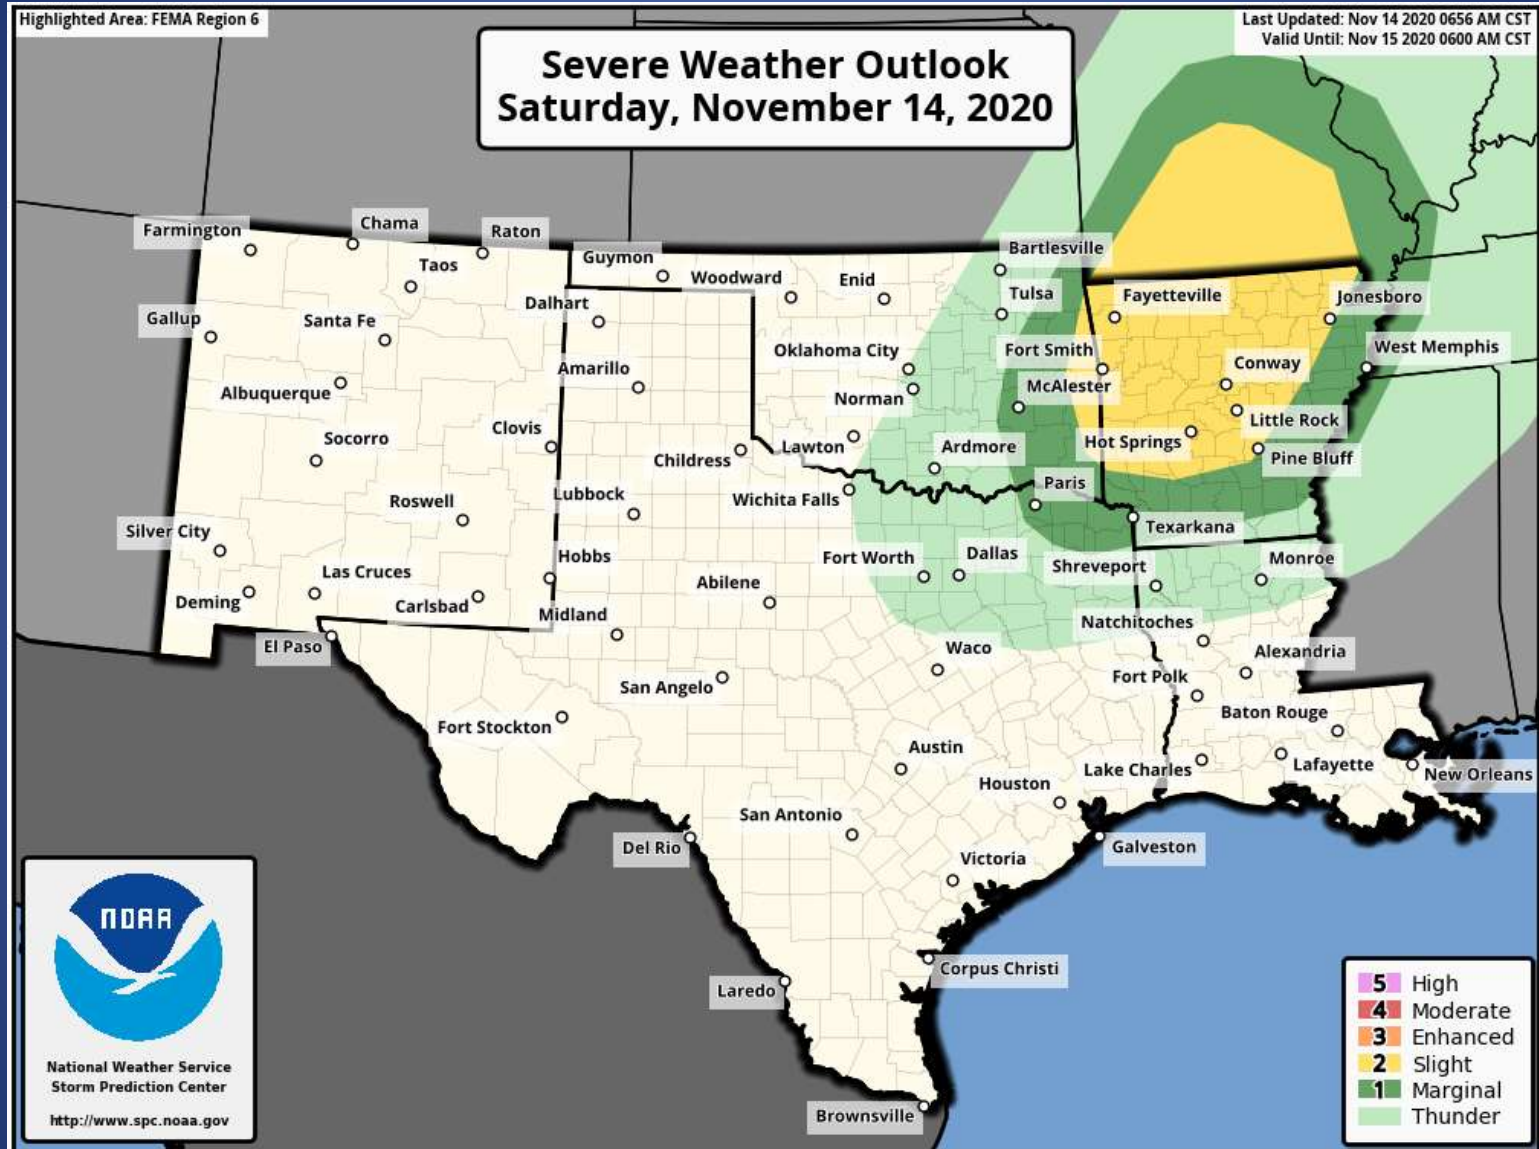 Highlighted Area: FEMA Region 6
Last Updated: Nov 14 2020 0656 AM CST
Valid Until: Nov 15 2020 0600 AM CST
Severe Weather Outlook
Saturday, November 14, 2020
Farmington
Chama
Raton
Taos
Guymon
Woodward
Enid
Bartlesville
Tulsa
Fayetteville
Jonesboro
Gallup
Santa Fe
Dalhart
Oklahoma City
Fort Smith
West Memphis
Albuquerque
Amarillo
Norman
McAlester
Conway
Little Rock
Socorro
Clovis
Childress
Lawton
Ardmore
Hot Springs
Pine Bluff
Roswell
Lubbock
Wichita Falls
Paris
Texarkana
Silver City
Las Cruces
Hobbs
Fort Worth
Dallas
Shreveport
Monroe
Deming
Carlsbad
Midland
Abilene
Natchitoches
El Paso
San Angelo
Waco
Fort Polk
Alexandria
Fort Stockton
Baton Rouge
Austin
Houston
Lake Charles
Lafayette
New Orleans
San Antonio
Del Rio
Victoria
Galveston
Laredo
Corpus Christi
Brownsville
NOAA
National Weather Service
Storm Prediction Center
http://www.spc.noaa.gov
5 High
4 Moderate
3 Enhanced
2 Slight
1 Marginal
Thunder